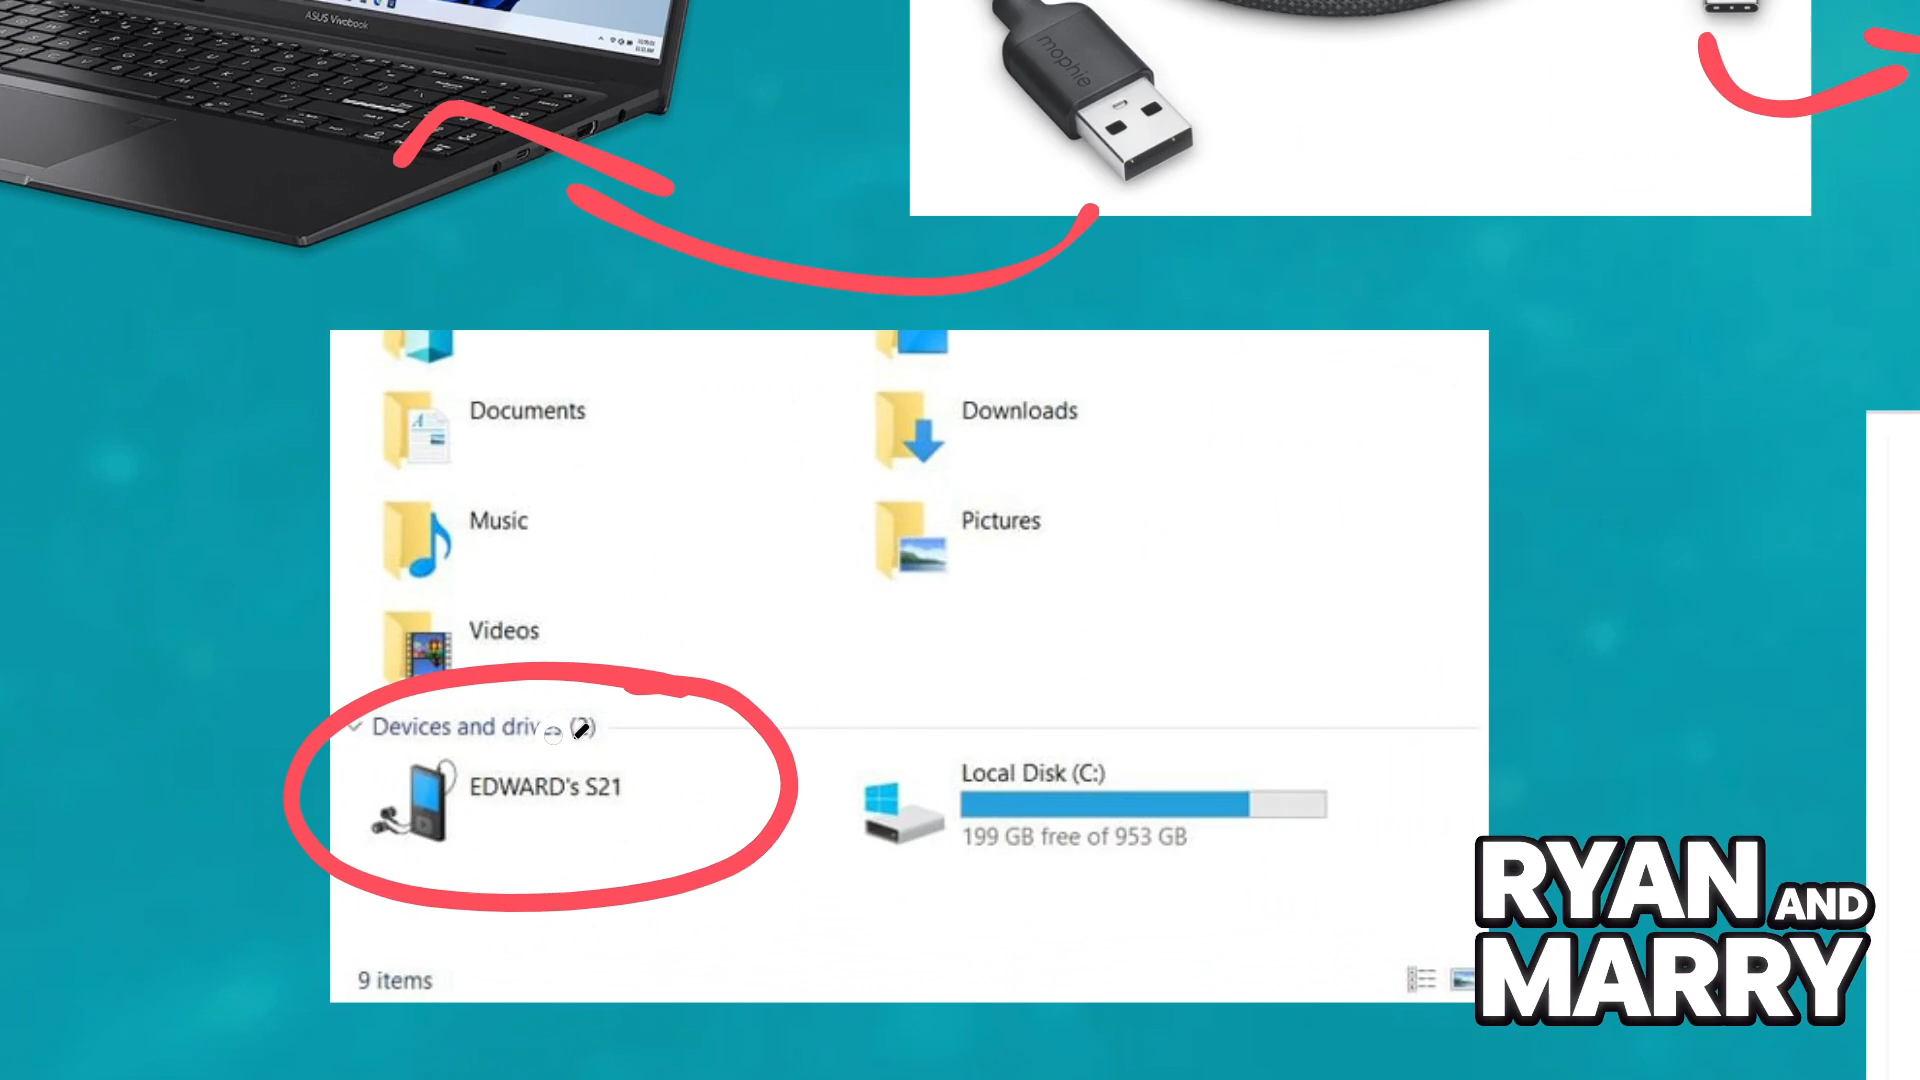 ASUS Vivobook
mophie
Documents
Downloads
Music
Pictures
Videos
Devices and driv (2)
EDWARD's S21
Local Disk (C:)
199 GB free of 953 GB
9 items
RYAN AND
MARRY